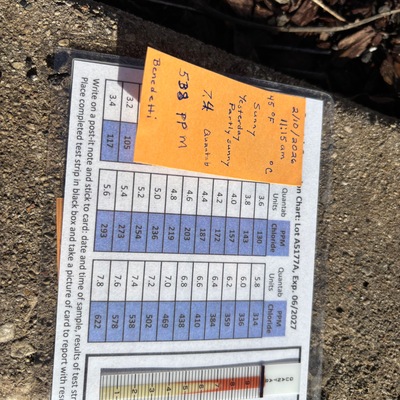 2/10/2026
11:15 am
45 °F °C
Sunny
Yesterday
Partly sunny
7.4 Quantab
538 PPM
Benedetti
n Chart: Lot A5177A, Exp. 06/2027
Quantab Units PPM Chloride Quantab Units PPM Chloride
3.6 130 5.8 314
3.8 143 6.0 336
4.0 157 6.2 359
4.2 172 6.4 384
4.4 187 6.6 410
4.6 203 6.8 438
4.8 219 7.0 469
5.0 236 7.2 502
5.2 254 7.4 538
3.2 105 5.4 273 7.6 578
3.4 117 5.6 293 7.8 622
Write on a post-it note and stick to card: date and time of sample, results of test str
Place completed test strip in black box and take a picture of card to report with res